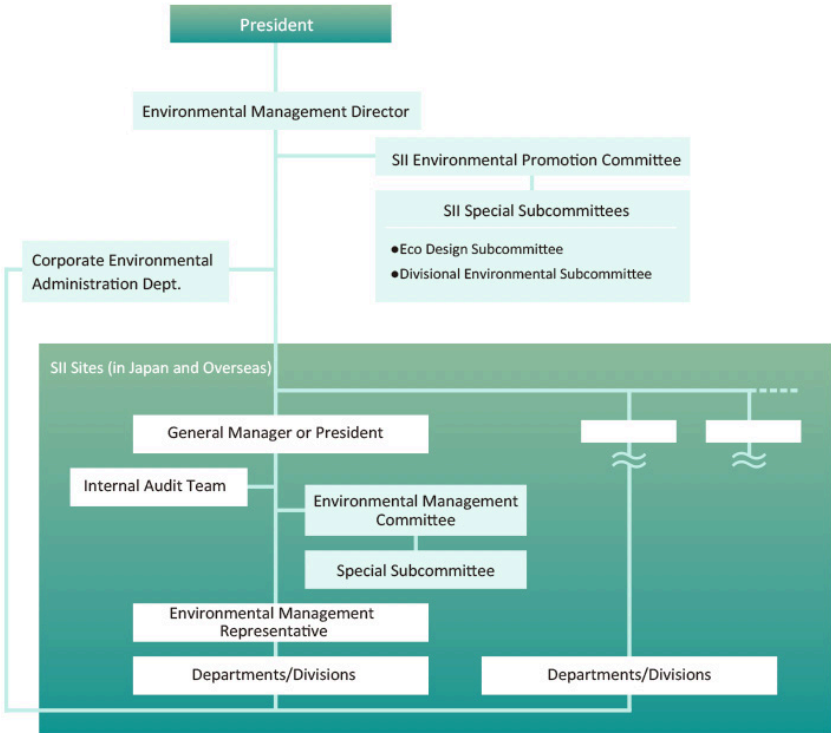 President
Environmental Management Director
SII Environmental Promotion Committee
SII Special Subcommittees
●Eco Design Subcommittee
●Divisional Environmental Subcommittee
Corporate Environmental
Administration Dept.
SII Sites (in Japan and Overseas)
General Manager or President
Internal Audit Team
Environmental Management
Committee
Special Subcommittee
Environmental Management
Representative
Departments/Divisions
Departments/Divisions